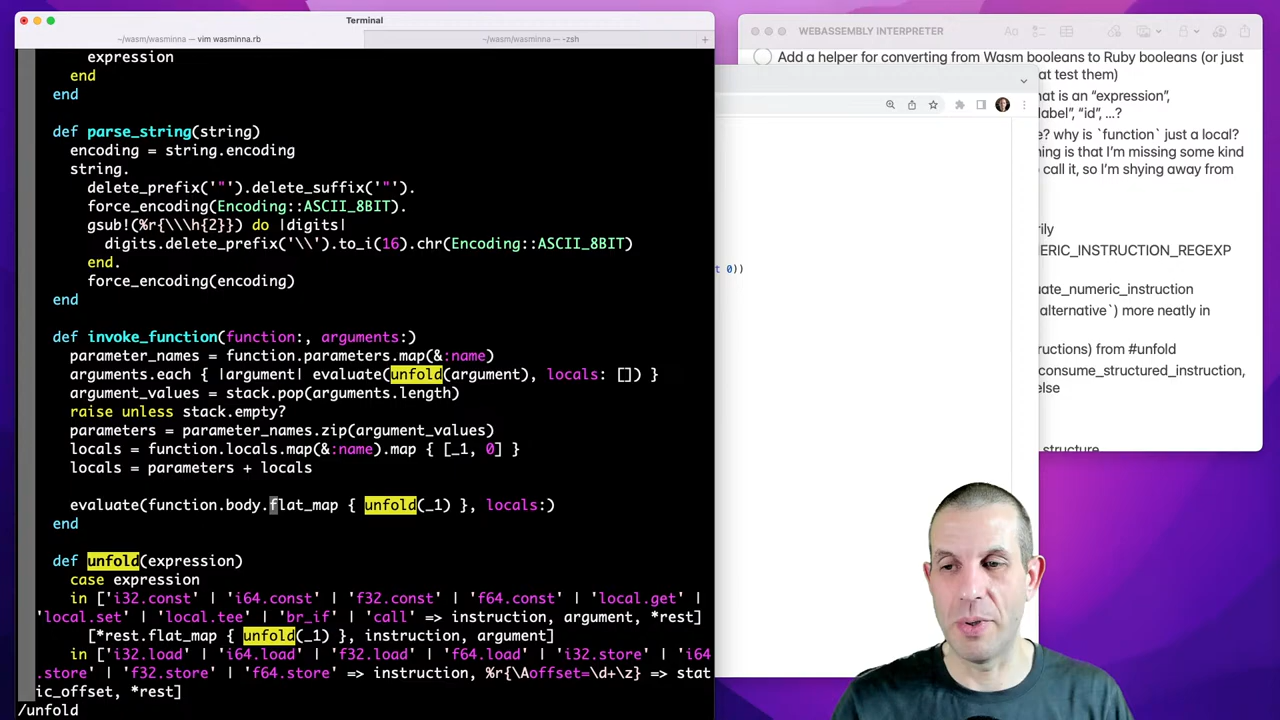 Terminal
~/wasm/wasminna — vim wasminna.rb
~/wasm/wasminna — -zsh
expression
end
end
def parse_string(string)
encoding = string.encoding
string.
delete_prefix('"').delete_suffix('"').
force_encoding(Encoding::ASCII_8BIT).
gsub!(%r{\\\h{2}}) do |digits|
digits.delete_prefix('\\').to_i(16).chr(Encoding::ASCII_8BIT)
end.
force_encoding(encoding)
end
def invoke_function(function:, arguments:)
parameter_names = function.parameters.map(&:name)
arguments.each { |argument| evaluate(unfold(argument), locals: []) }
argument_values = stack.pop(arguments.length)
raise unless stack.empty?
parameters = parameter_names.zip(argument_values)
locals = function.locals.map(&:name).map { [_1, 0] }
locals = parameters + locals
evaluate(function.body.flat_map { unfold(_1) }, locals:)
end
def unfold(expression)
case expression
in ['i32.const' | 'i64.const' | 'f32.const' | 'f64.const' | 'local.get' |
'local.set' | 'local.tee' | 'br_if' | 'call' => instruction, argument, *rest]
[*rest.flat_map { unfold(_1) }, instruction, argument]
in ['i32.load' | 'i64.load' | 'f32.load' | 'f64.load' | 'i32.store' | 'i64
.store' | 'f32.store' | 'f64.store' => instruction, %r{\Aoffset=\d+\z} => stat
ic_offset, *rest]
/unfold
t 0))
WEBASSEMBLY INTERPRETER
Add a helper for converting from Wasm booleans to Ruby booleans (or just
at test them)
hat is an “expression”,
label”, “id”, …?
e? why is `function` just a local?
hing is that I’m missing some kind
o call it, so I’m shying away from
rily
ERIC_INSTRUCTION_REGEXP
uate_numeric_instruction
alternative`) more neatly in
ructions) from #unfold
consume_structured_instruction,
else
structure